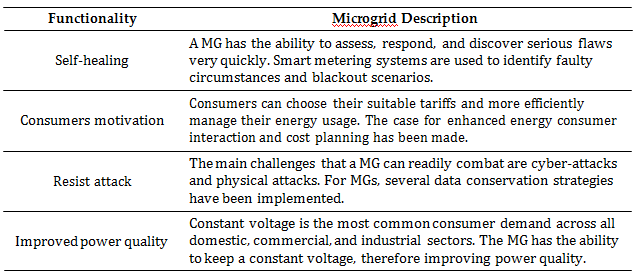 Functionality Microgrid Description
A MG has the ability to assess, respond, and discover serious flaws
Self-healing very quickly. Smart metering systems are used to identify faulty
circumstances and blackout scenarios.
Consumers can choose their suitable tariffs and more efficiently
Consumers motivation manage their energy usage. The case for enhanced energy consumer
interaction and cost planning has been made.
The main challenges that a MG can readily combat are cyber-attacks
Resist attack and physical attacks. For MGs, several data conservation strategies
have been implemented.
Constant voltage is the most common consumer demand across all
Improved power quality domestic, commercial, and industrial sectors. The MG has the ability
to keep a constant voltage, therefore improving power quality.